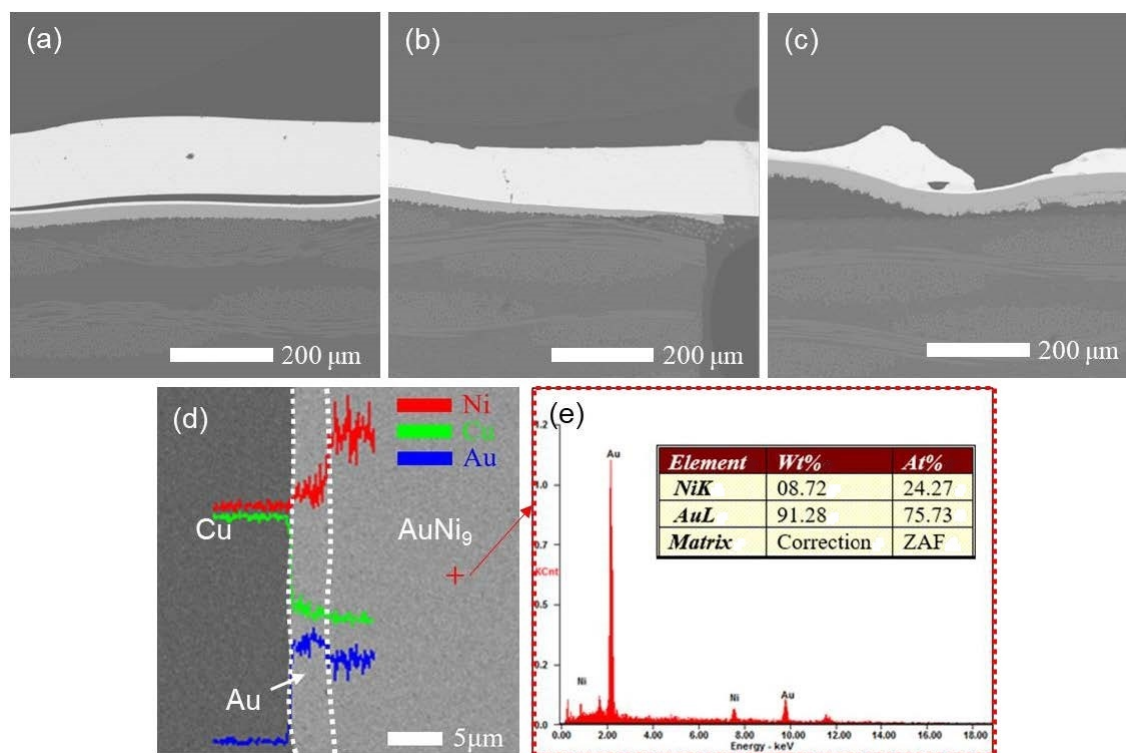 (a)
(b)
(c)
200 μm
200 μm
200 μm
(d)
Ni
Cu
Au
Cu
AuNi9
Au
5μm
(e)
1.2
1.0
0.7
KCnt
0.5
0.2
0.0
Au
Ni
Ni
Au
Element Wt% At%
NiK 08.72 24.27
AuL 91.28 75.73
Matrix Correction ZAF
0.00 2.00 4.00 6.00 8.00 10.00 12.00 14.00 16.00 18.00
Energy - keV